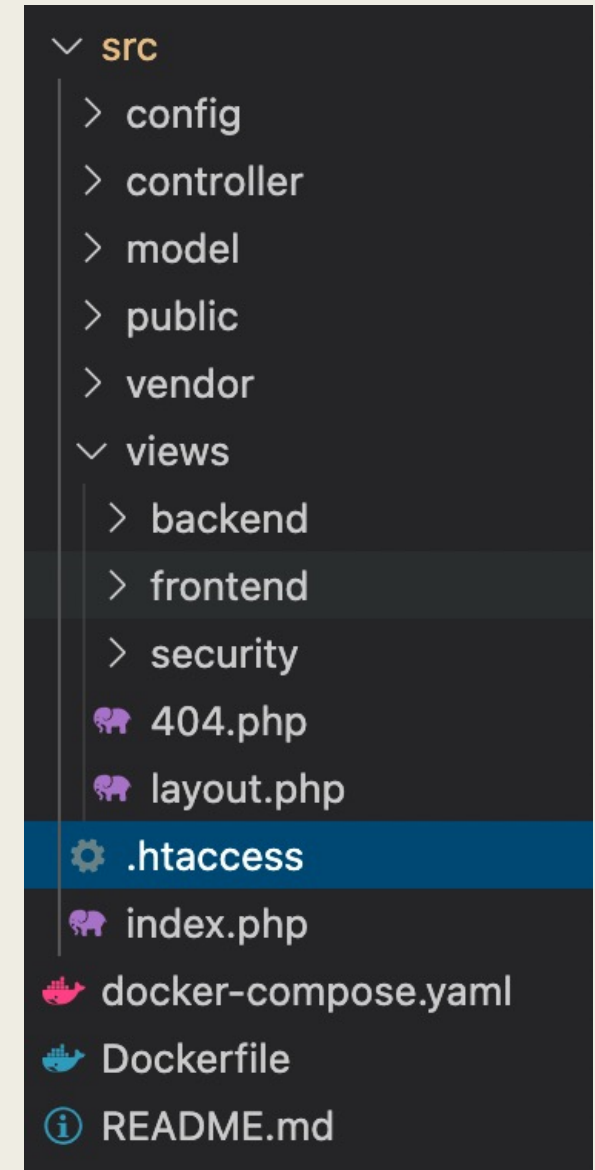 src
config
controller
model
public
vendor
views
backend
frontend
security
404.php
layout.php
.htaccess
index.php
docker-compose.yaml
Dockerfile
README.md